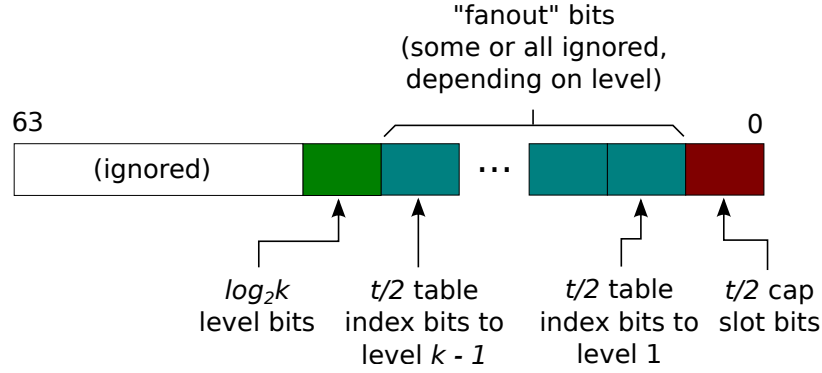 "fanout" bits
(some or all ignored,
depending on level)
63
0
(ignored)
...
log₂k
level bits
t/2 table
index bits to
level k - 1
t/2 table
index bits to
level 1
t/2 cap
slot bits